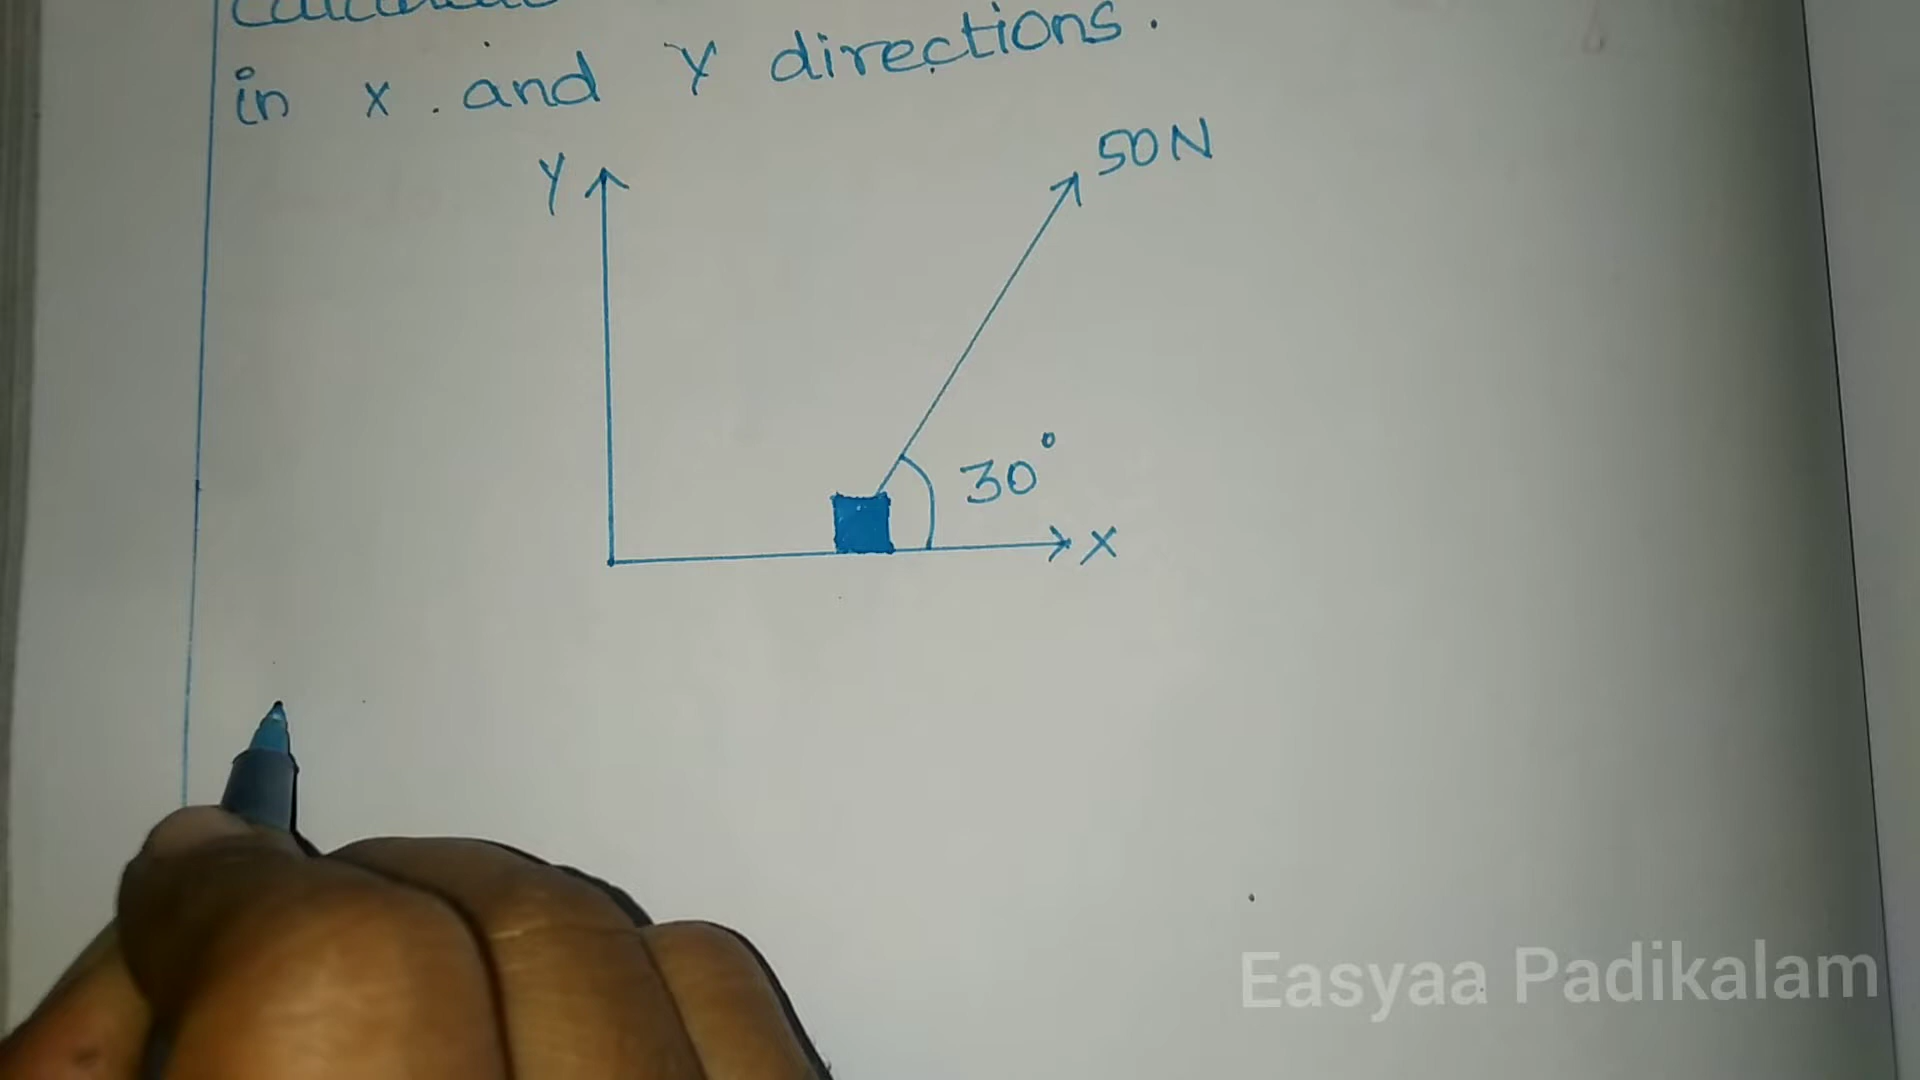 in x and y directions.
Y
50N
30°
X
Easyaa Padikalam